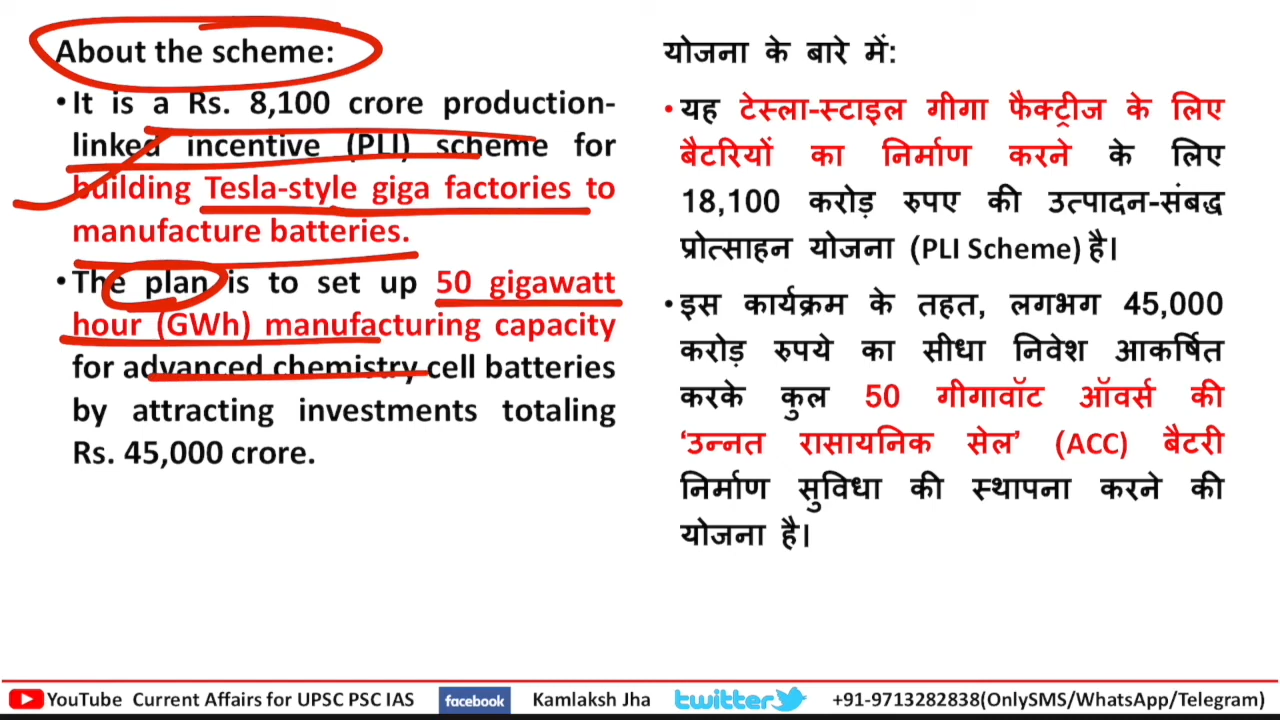 About the scheme:
• It is a Rs. 8,100 crore production-
linked incentive (PLI) scheme for
building Tesla-style giga factories to
manufacture batteries.
• The plan is to set up 50 gigawatt
hour (GWh) manufacturing capacity
for advanced chemistry cell batteries
by attracting investments totaling
Rs. 45,000 crore.
योजना के बारे में:
• यह टेस्ला-स्टाइल गीगा फैक्ट्रीज के लिए
बैटरियों का निर्माण करने के लिए
18,100 करोड़ रुपए की उत्पादन-संबद्ध
प्रोत्साहन योजना (PLI Scheme) है।
• इस कार्यक्रम के तहत, लगभग 45,000
करोड़ रुपये का सीधा निवेश आकर्षित
करके कुल 50 गीगावॉट ऑवर्स की
‘उन्नत रासायनिक सेल’ (ACC) बैटरी
निर्माण सुविधा की स्थापना करने की
योजना है।
YouTube Current Affairs for UPSC PSC IAS facebook Kamlaksh Jha twitter +91-9713282838(OnlySMS/WhatsApp/Telegram)